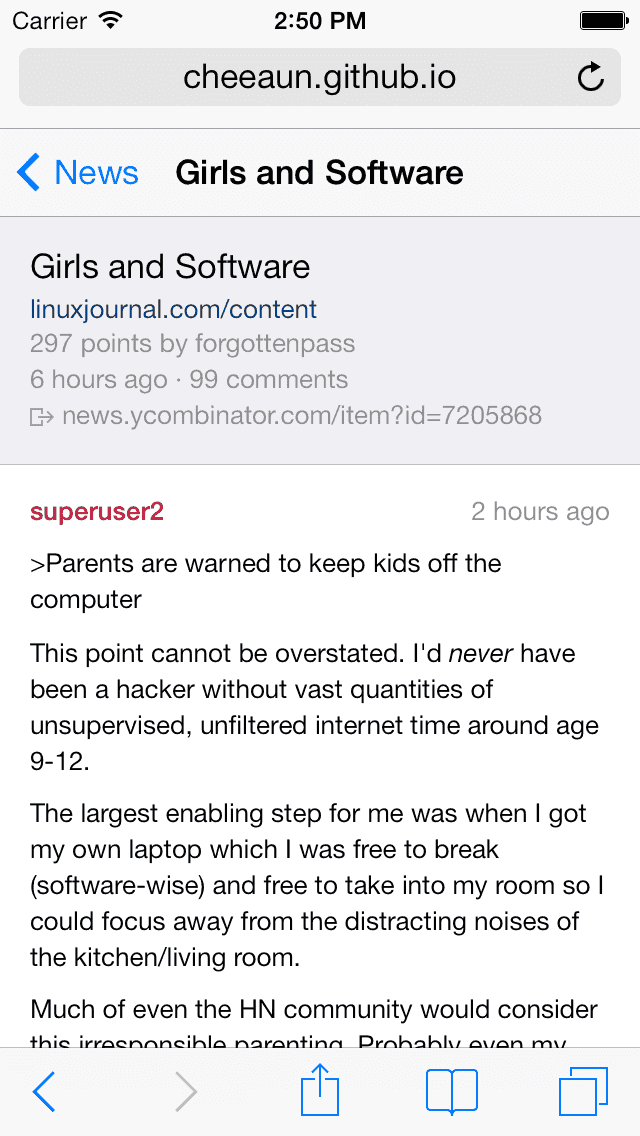 Carrier 2:50 PM
cheeaun.github.io
News Girls and Software
Girls and Software
linuxjournal.com/content
297 points by forgottenpass
6 hours ago · 99 comments
news.ycombinator.com/item?id=7205868
superuser2 2 hours ago
>Parents are warned to keep kids off the
computer
This point cannot be overstated. I'd never have
been a hacker without vast quantities of
unsupervised, unfiltered internet time around age
9-12.
The largest enabling step for me was when I got
my own laptop which I was free to break
(software-wise) and free to take into my room so I
could focus away from the distracting noises of
the kitchen/living room.
Much of even the HN community would consider
this irresponsible parenting. Probably even my